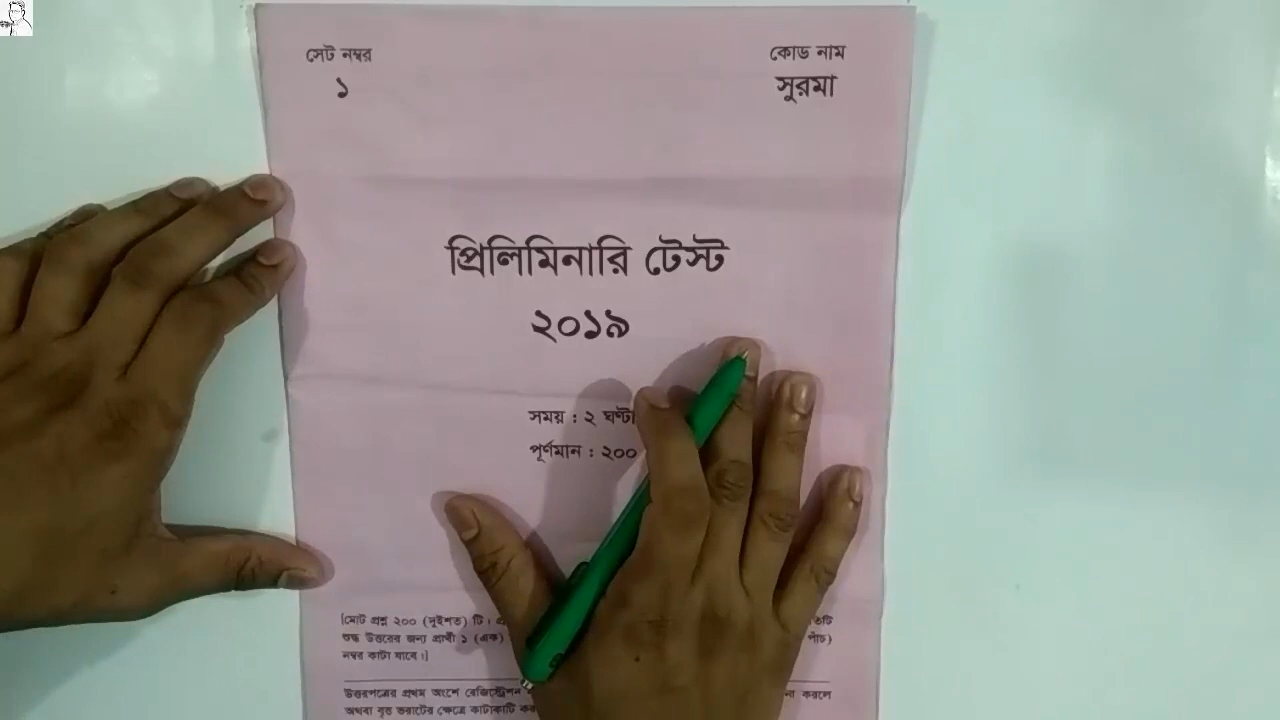 সেট নম্বর
কোড নাম
১
সুরমা
প্রিলিমিনারি টেস্ট
২০১৯
সময় : ২ ঘণ্টা
পূর্ণমান : ২০০
[মোট প্রশ্ন ২০০ (দুইশত) টি।
শুদ্ধ উত্তরের জন্য প্রার্থী ১ (এক) পাঁচ)
নম্বর কাটা যাবে।]
উত্তরপত্রের প্রথম অংশে রেজিস্ট্রেশন না করলে
অথবা বৃত্ত ভরাটের ক্ষেত্রে কাটাকাটি